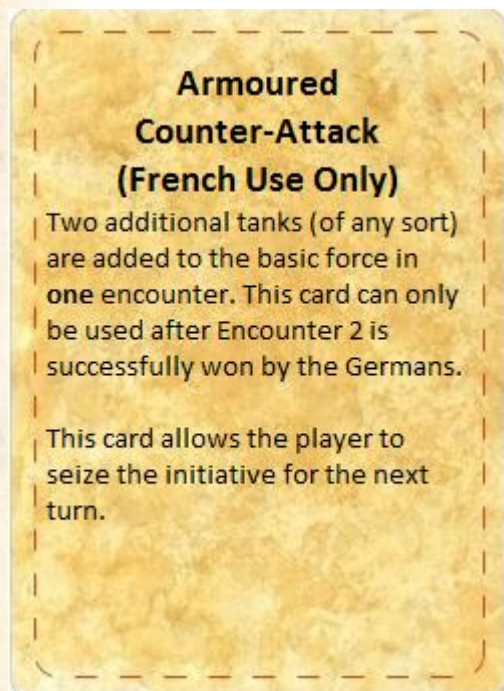 Armoured
Counter-Attack
(French Use Only)
Two additional tanks (of any sort)
are added to the basic force in
one encounter. This card can only
be used after Encounter 2 is
successfully won by the Germans.
This card allows the player to
seize the initiative for the next
turn.